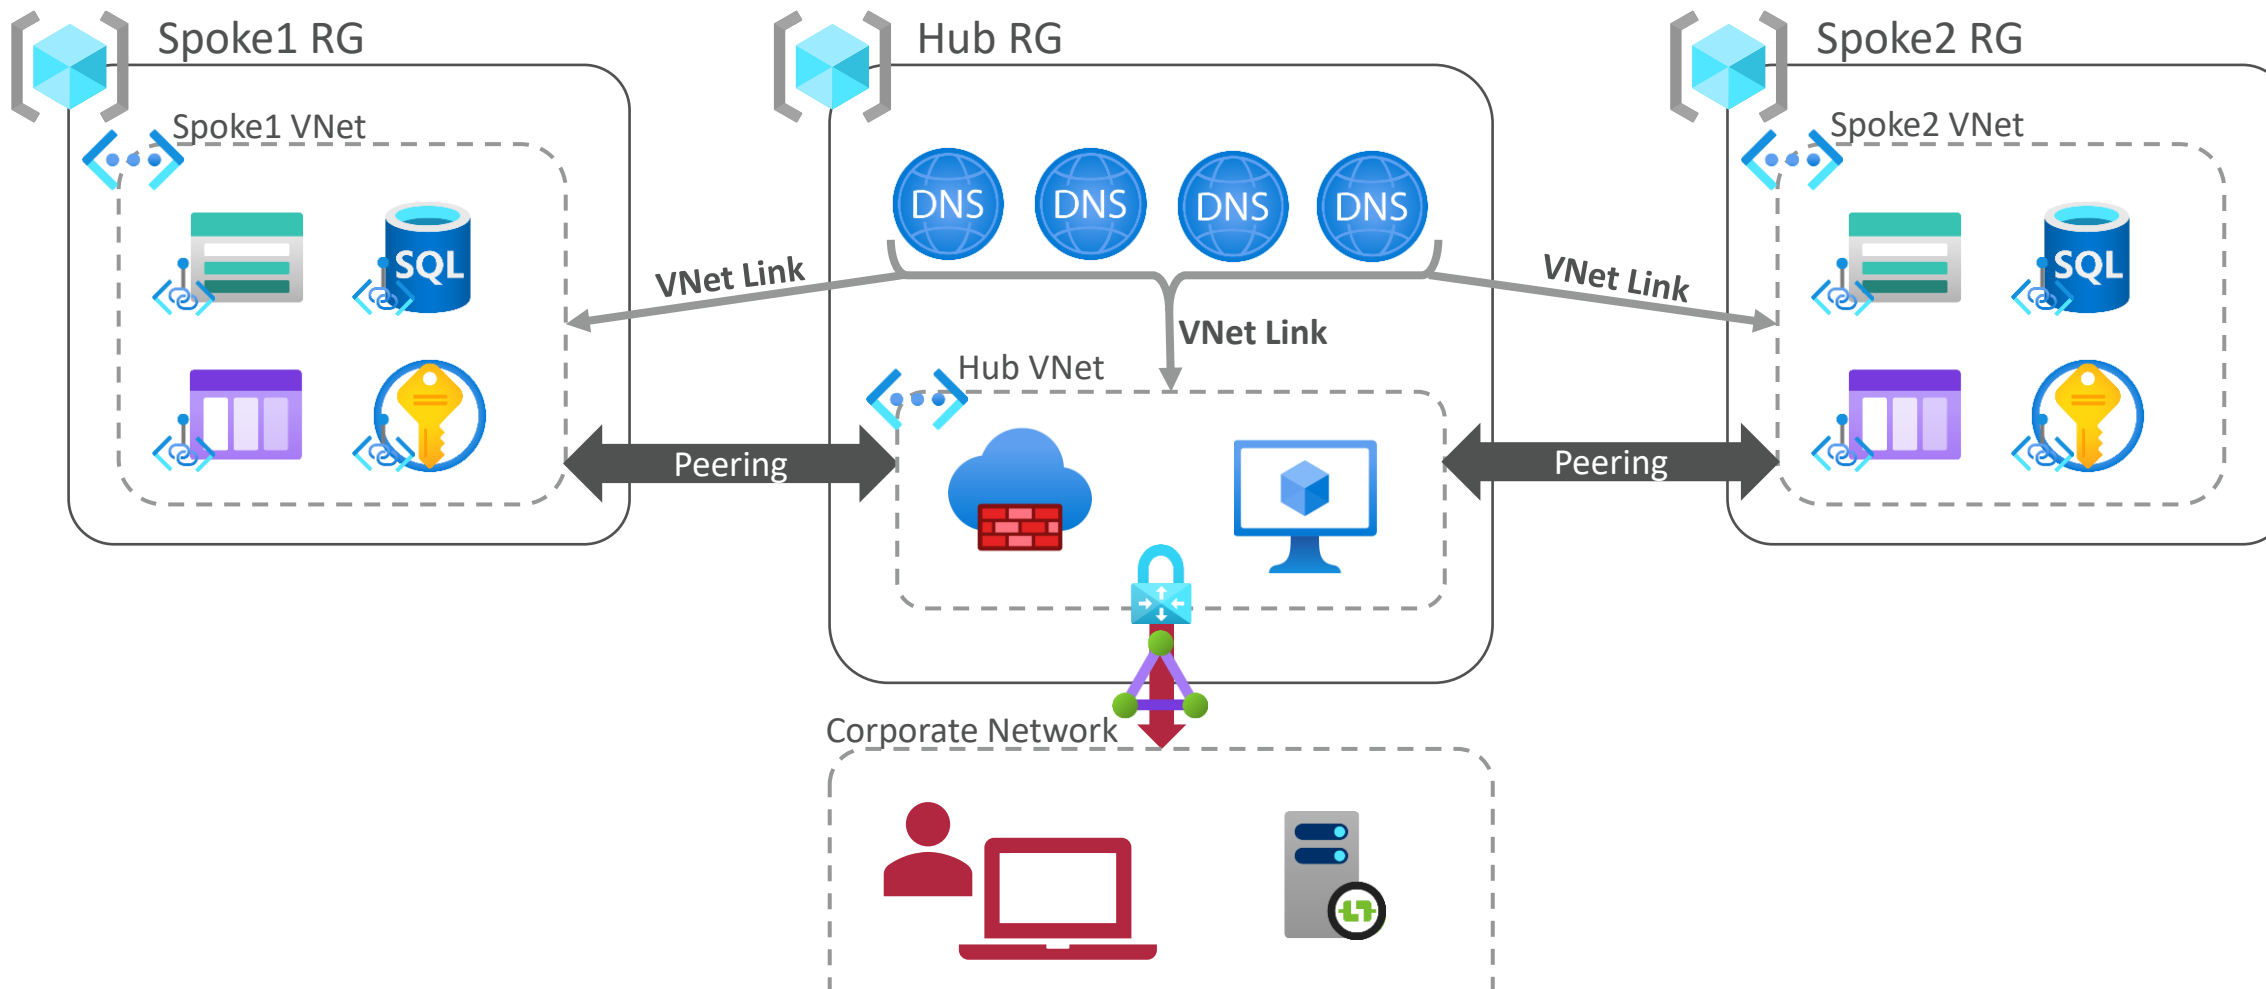 Spoke1 RG
Hub RG
Spoke2 RG
Spoke1 VNet
Spoke2 VNet
DNS
DNS
DNS
DNS
SQL
SQL
VNet Link
VNet Link
VNet Link
Hub VNet
Peering
Peering
Corporate Network